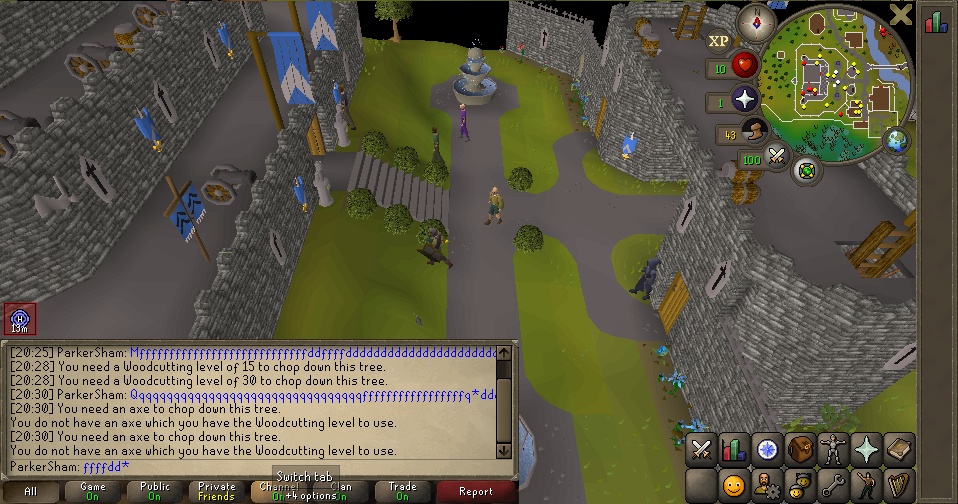 XP
10
1
43
100
13m
[20:25] ParkerSham: Mffffffffffffffffffffffffffffffddffffdddddddddddddddddddddddd
[20:28] You need a Woodcutting level of 15 to chop down this tree.
[20:28] You need a Woodcutting level of 30 to chop down this tree.
[20:30] ParkerSham: Qqqqqqqqqqqqqqqqqqqqqqqqqqqqqqqqqffffffffffffffffffq*dd
[20:30] You need an axe to chop down this tree.
You do not have an axe which you have the Woodcutting level to use.
[20:30] You need an axe to chop down this tree.
You do not have an axe which you have the Woodcutting level to use.
ParkerSham: ffffdd*
Switch tab
+4 options
All
Game
On
Public
On
Private
Friends
Channel
On
Clan
On
Trade
On
Report